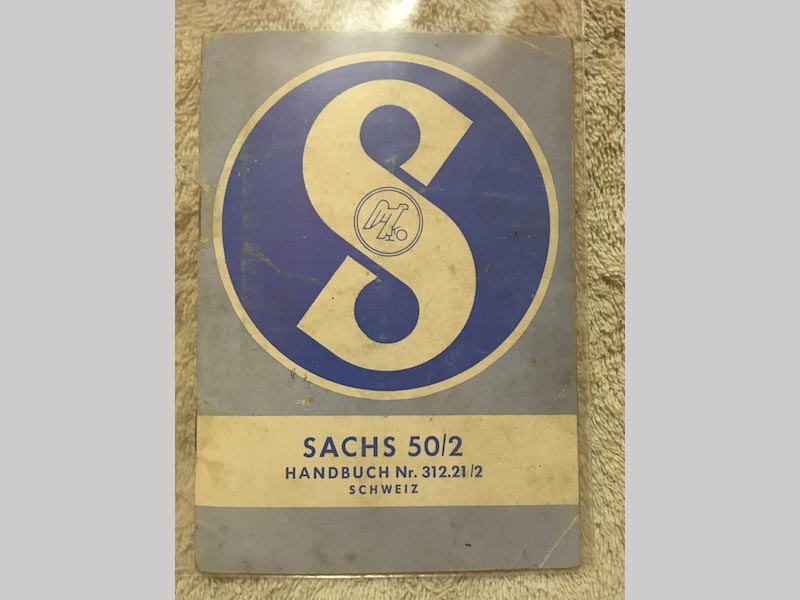 S
SACHS 50/2
HANDBUCH Nr. 312.21/2
SCHWEIZ